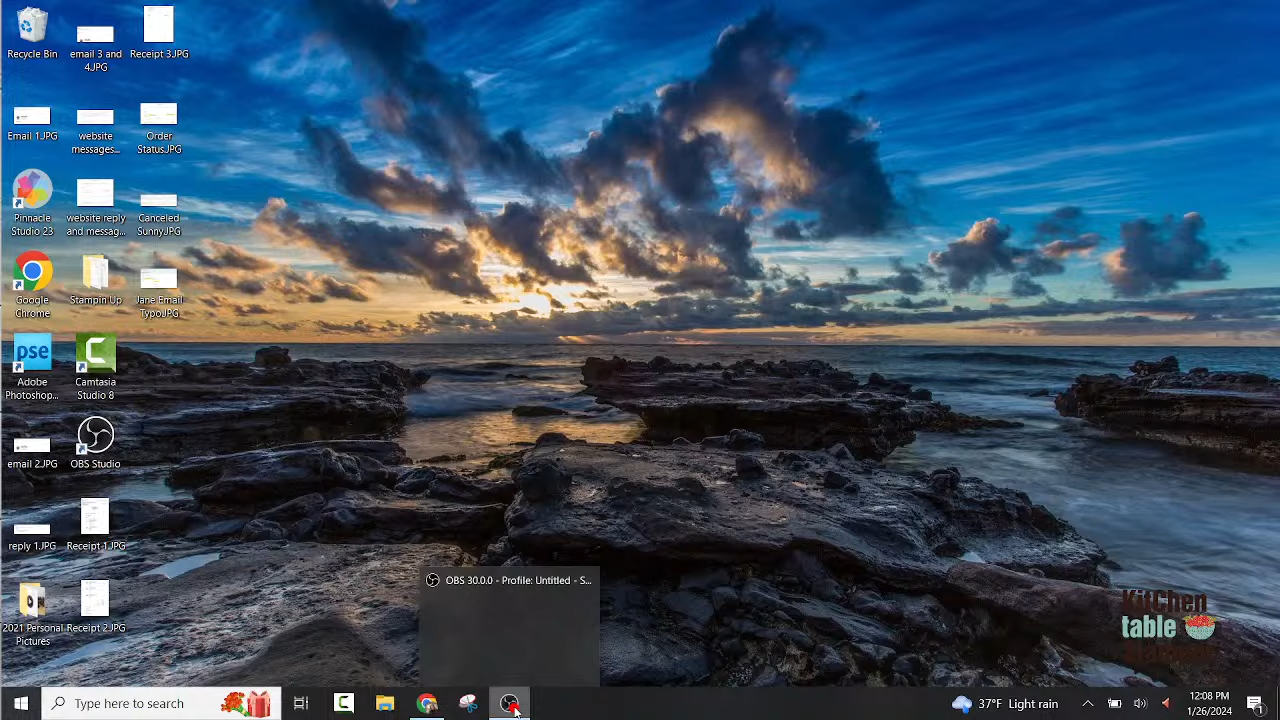 Recycle Bin
email 3 and
4.JPG
Receipt 3.JPG
Email 1.JPG
website
messages...
Order
Status.JPG
Pinnacle
Studio 23
website reply
and messag...
Canceled
Sunny.JPG
Google
Chrome
Stampin Up
Jane Email
Typo.JPG
pse
Adobe
Photoshop...
Camtasia
Studio 8
email 2.JPG
OBS Studio
reply 1.JPG
Receipt 1.JPG
2021 Personal
Pictures
Receipt 2.JPG
OBS 30.0.0 - Profile: Untitled - S...
KitChen
table
Type here to search
37°F Light rain
12:08 PM
1/26/2024
1